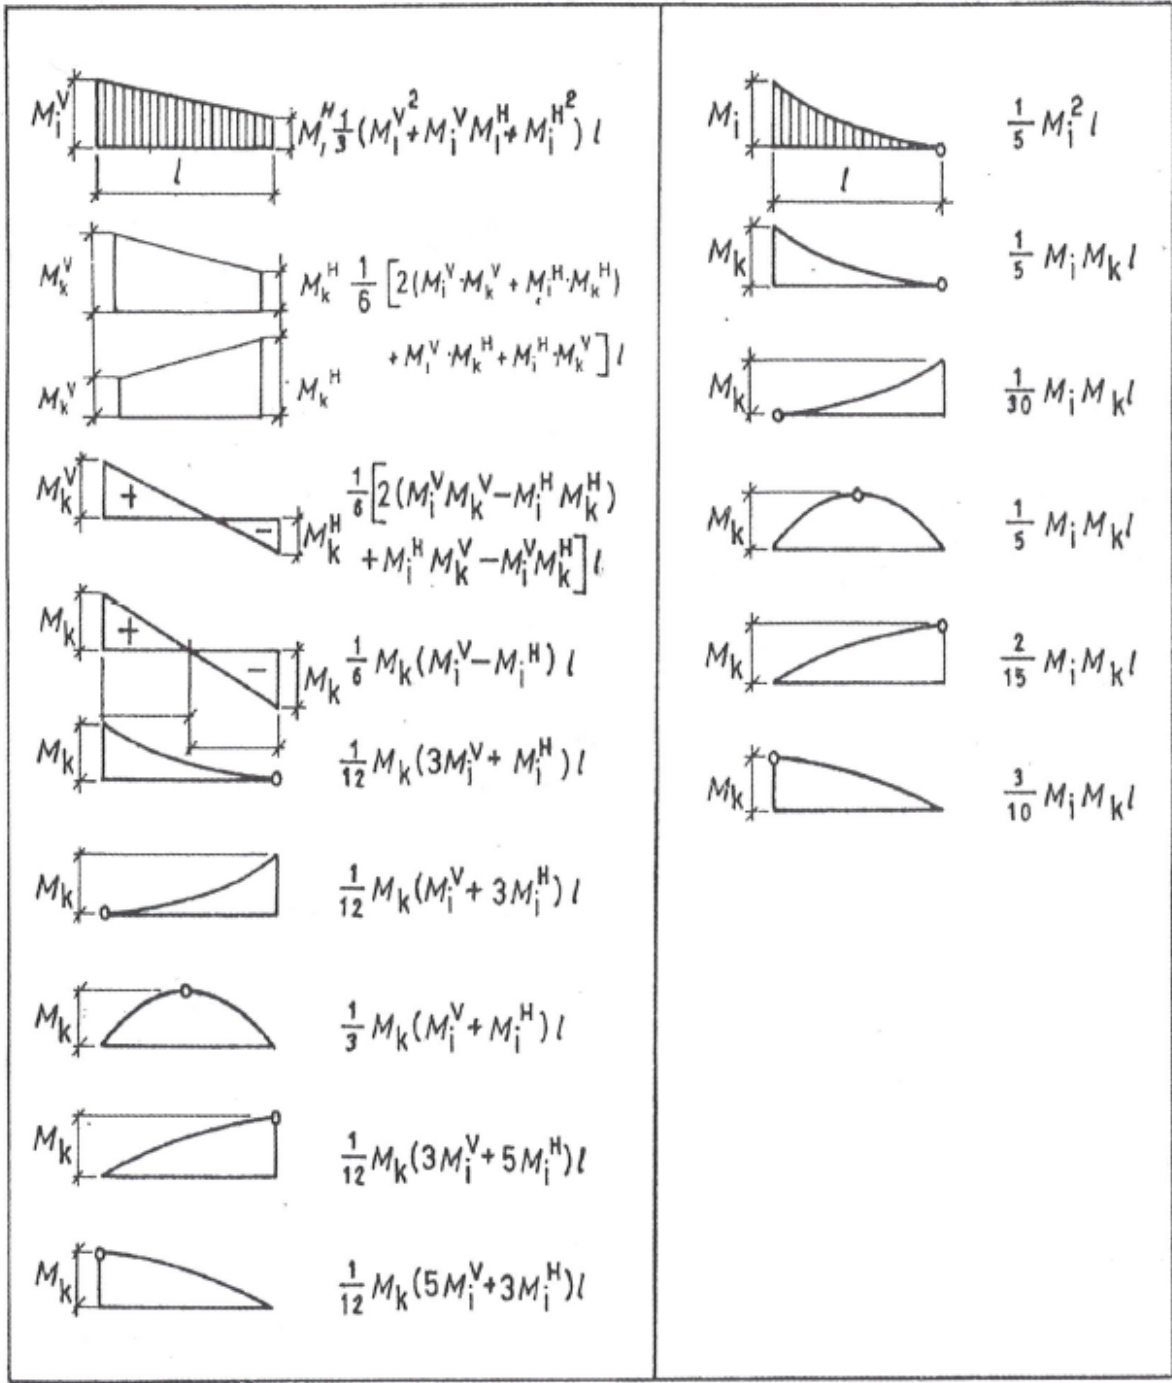 M_i^V M_i^H 1/3 (M_i^V² + M_i^V M_i^H + M_i^H²) l
l
M_k^V M_k^H 1/6 [2(M_i^V · M_k^V + M_i^H · M_k^H)
+ M_i^V · M_k^H + M_i^H · M_k^V] l
M_k^V M_k^H
M_k^V + - M_k^H 1/6 [2(M_i^V M_k^V - M_i^H M_k^H)
+ M_i^H M_k^V - M_i^V M_k^H] l
M_k + - M_k 1/6 M_k (M_i^V - M_i^H) l
M_k 1/12 M_k (3M_i^V + M_i^H) l
M_k 1/12 M_k (M_i^V + 3M_i^H) l
M_k 1/3 M_k (M_i^V + M_i^H) l
M_k 1/12 M_k (3M_i^V + 5M_i^H) l
M_k 1/12 M_k (5M_i^V + 3M_i^H) l
M_i 1/5 M_i² l
l
M_k 1/5 M_i M_k l
M_k 1/30 M_i M_k l
M_k 1/5 M_i M_k l
M_k 2/15 M_i M_k l
M_k 3/10 M_i M_k l